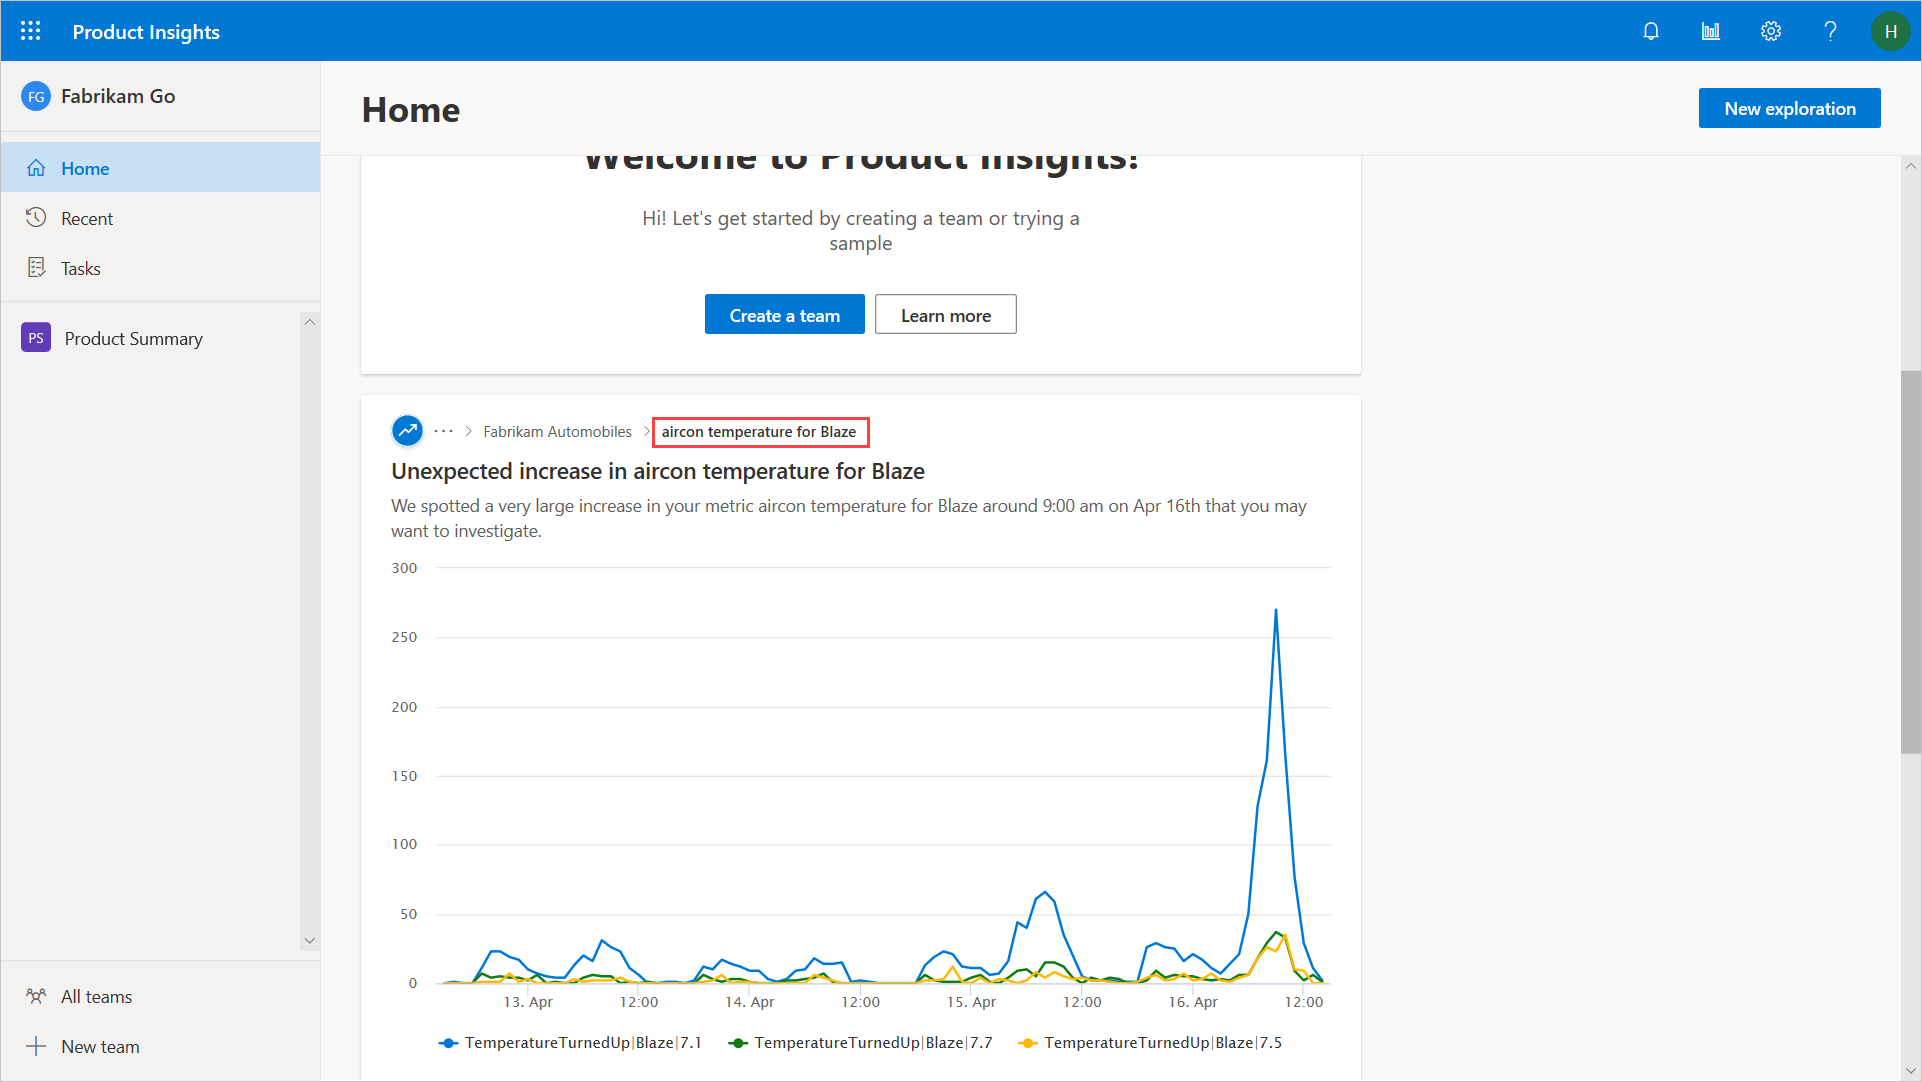 Product Insights
H
FG Fabrikam Go
Home
New exploration
Home
Recent
Tasks
PS Product Summary
All teams
New team
Welcome to Product Insights!
Hi! Let's get started by creating a team or trying a
sample
Create a team
Learn more
··· > Fabrikam Automobiles > aircon temperature for Blaze
Unexpected increase in aircon temperature for Blaze
We spotted a very large increase in your metric aircon temperature for Blaze around 9:00 am on Apr 16th that you may
want to investigate.
300
250
200
150
100
50
0
13. Apr 12:00 14. Apr 12:00 15. Apr 12:00 16. Apr 12:00
TemperatureTurnedUp|Blaze|7.1 TemperatureTurnedUp|Blaze|7.7 TemperatureTurnedUp|Blaze|7.5